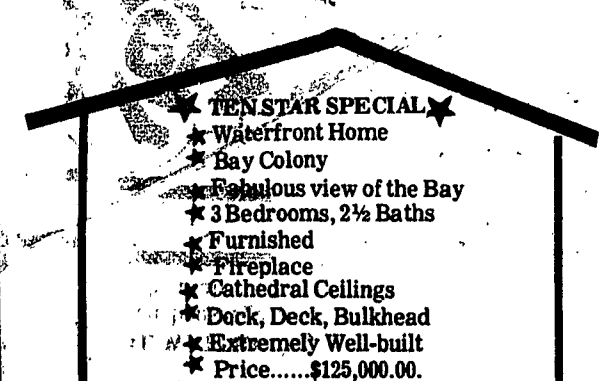 TEN STAR SPECIAL
Waterfront Home
Bay Colony
Fabulous view of the Bay
3 Bedrooms, 2½ Baths
Furnished
Fireplace
Cathedral Ceilings
Dock, Deck, Bulkhead
Extremely Well-built
Price......$125,000.00.